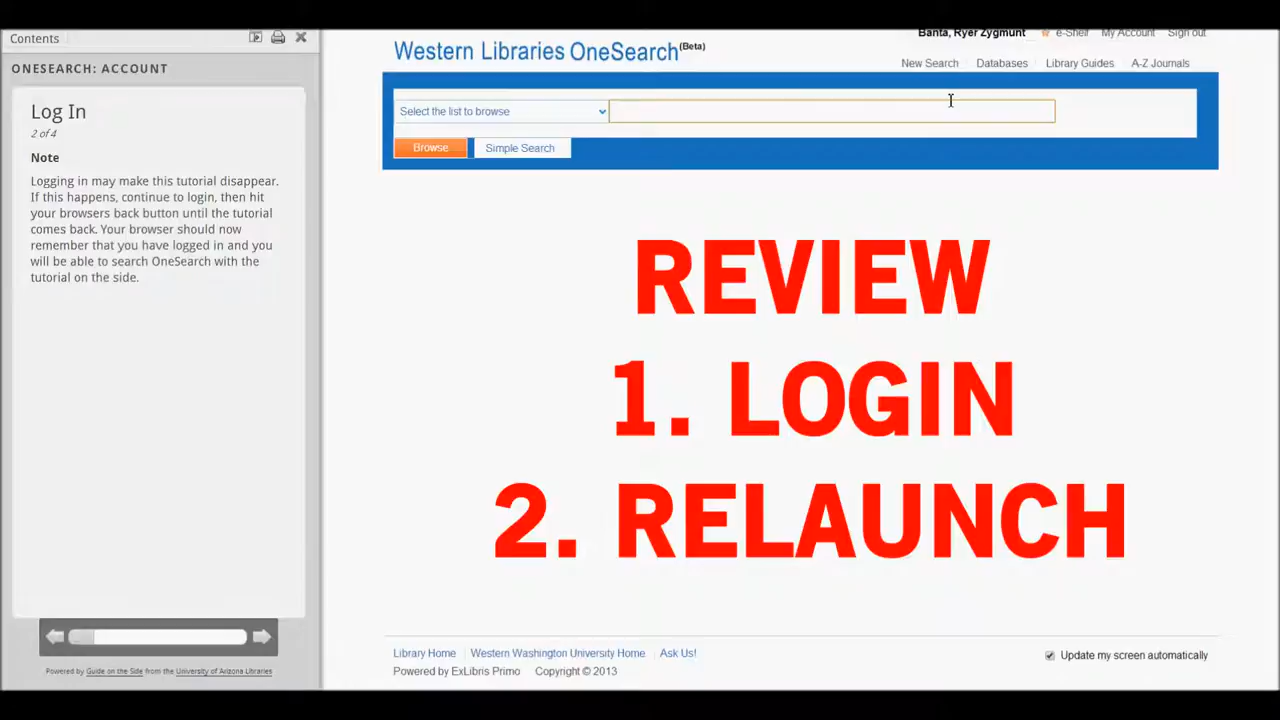 Contents
ONESEARCH: ACCOUNT
Log In
2 of 4
Note
Logging in may make this tutorial disappear.
If this happens, continue to login, then hit
your browsers back button until the tutorial
comes back. Your browser should now
remember that you have logged in and you
will be able to search OneSearch with the
tutorial on the side.
Powered by Guide on the Side from the University of Arizona Libraries
Banta, Ryer Zygmunt e-Shelf My Account Sign out
Western Libraries OneSearch(Beta)
New Search Databases Library Guides A-Z Journals
Select the list to browse
Browse Simple Search
REVIEW
1. LOGIN
2. RELAUNCH
Library Home Western Washington University Home Ask Us!
Update my screen automatically
Powered by ExLibris Primo Copyright © 2013